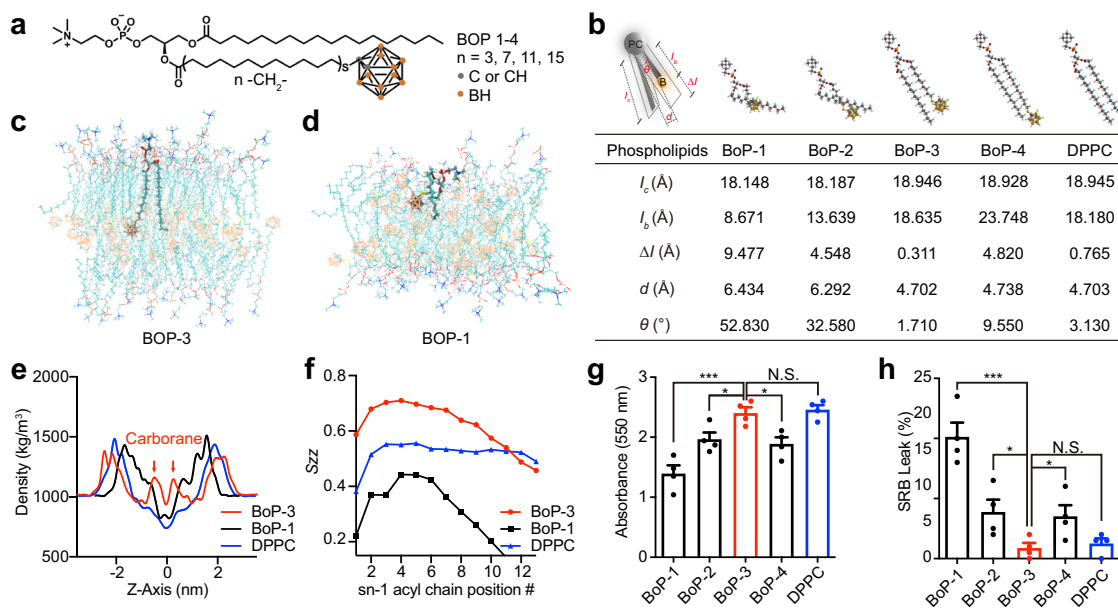 a
N
+
O
P
O
O⁻
O
O
O
O
O
O
n -CH₂-
S
BOP 1-4
n = 3, 7, 11, 15
C or CH
BH
b
PC
θ
B
l_b
Δl
l_c
d
Phospholipids BoP-1 BoP-2 BoP-3 BoP-4 DPPC
l_c (Å) 18.148 18.187 18.946 18.928 18.945
l_b (Å) 8.671 13.639 18.635 23.748 18.180
Δl (Å) 9.477 4.548 0.311 4.820 0.765
d (Å) 6.434 6.292 4.702 4.738 4.703
θ (°) 52.830 32.580 1.710 9.550 3.130
c
BOP-3
d
BOP-1
e
Density (kg/m³)
2000
1500
1000
500
Carborane
BoP-3
BoP-1
DPPC
-2 0 2
Z-Axis (nm)
f
Szz
0.8
0.6
0.4
0.2
BoP-3
BoP-1
DPPC
2 4 6 8 10 12
sn-1 acyl chain position #
g
Absorbance (550 nm)
3
2
1
0
*** * * N.S.
BoP-1 BoP-2 BoP-3 BoP-4 DPPC
h
SRB Leak (%)
25
20
15
10
5
0
*** * * N.S.
BoP-1 BoP-2 BoP-3 BoP-4 DPPC